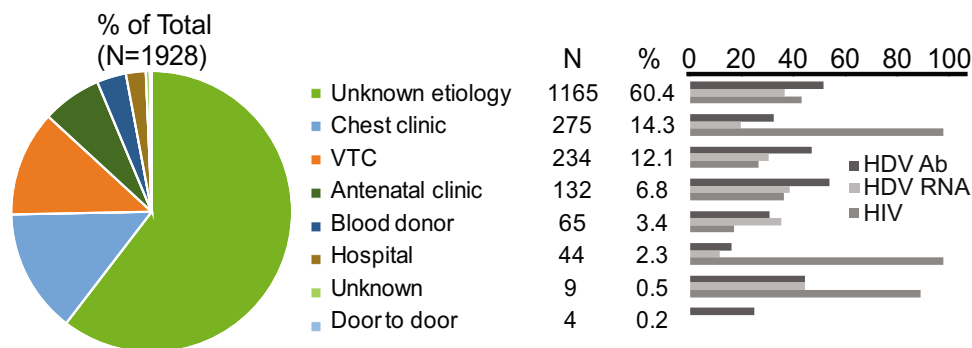 % of Total
(N=1928)
N % 0 20 40 60 80 100
Unknown etiology 1165 60.4
Chest clinic 275 14.3
VTC 234 12.1
Antenatal clinic 132 6.8
Blood donor 65 3.4
Hospital 44 2.3
Unknown 9 0.5
Door to door 4 0.2
HDV Ab
HDV RNA
HIV